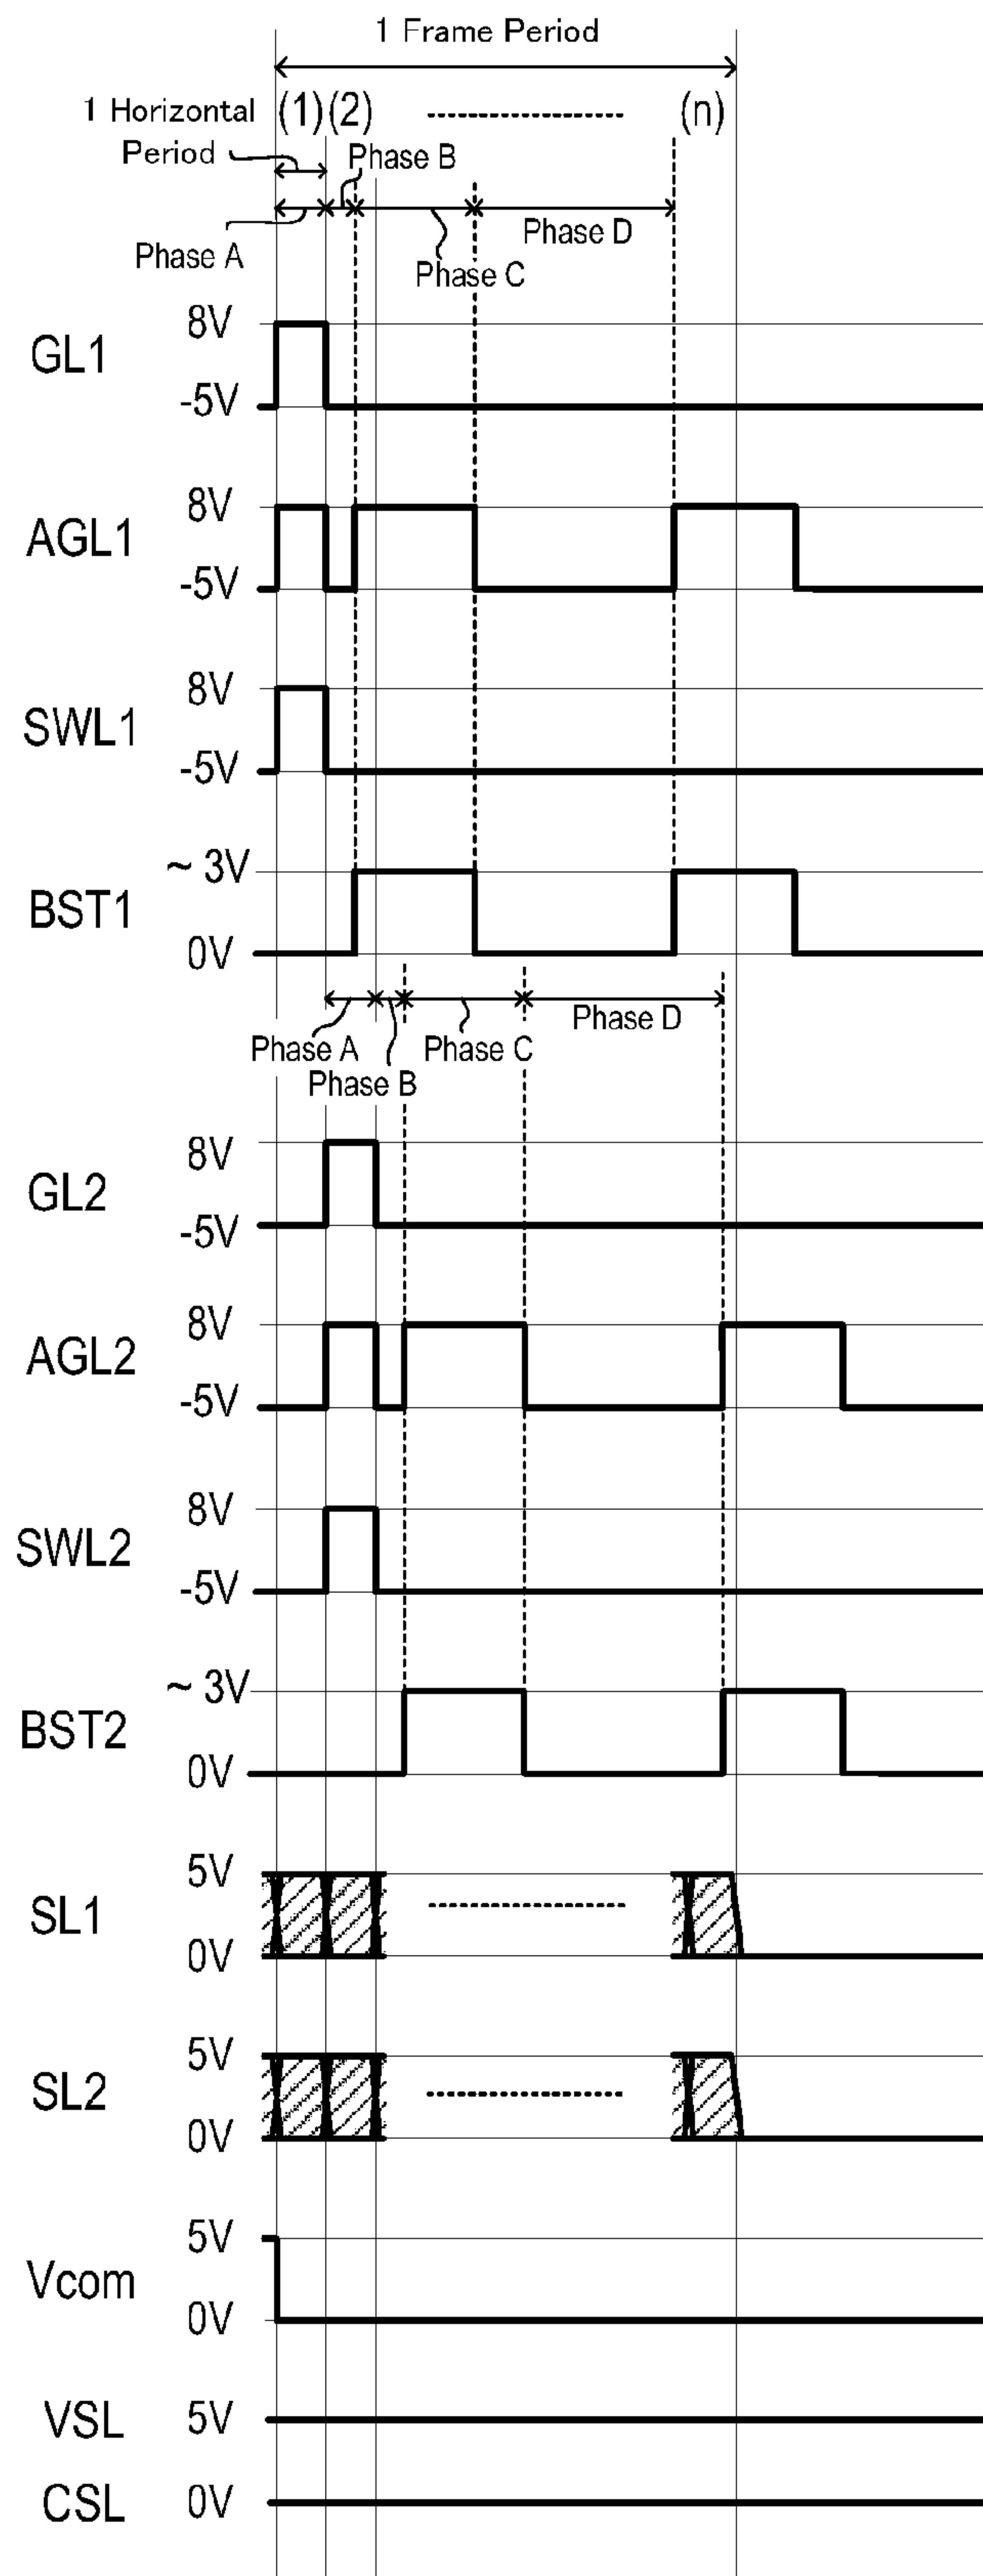 1 Frame Period
1 Horizontal (1) (2) (n)
Period Phase B
Phase A Phase C Phase D
8V
GL1
-5V
8V
AGL1
-5V
8V
SWL1
-5V
~ 3V
BST1
0V
Phase A Phase C Phase D
Phase B
8V
GL2
-5V
8V
AGL2
-5V
8V
SWL2
-5V
~ 3V
BST2
0V
5V
SL1
0V
5V
SL2
0V
5V
Vcom
0V
VSL 5V
CSL 0V